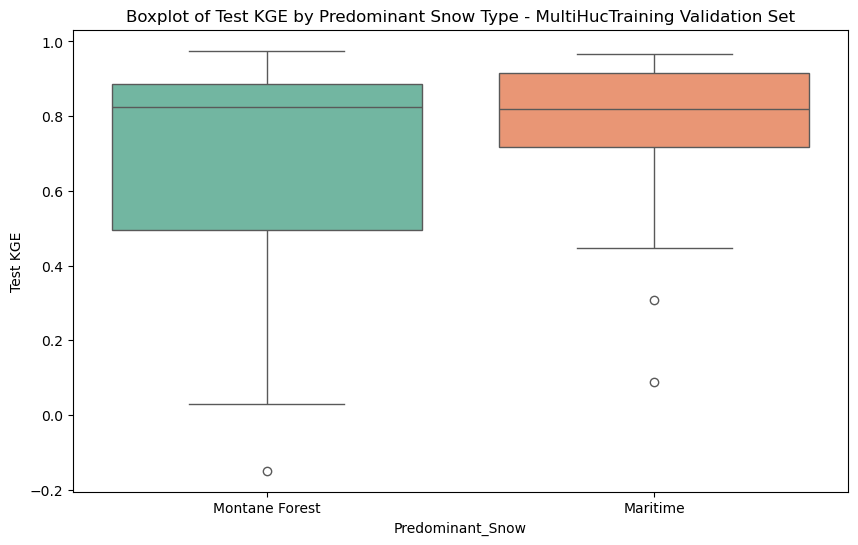 Boxplot of Test KGE by Predominant Snow Type - MultiHucTraining Validation Set
1.0
0.8
0.6
0.4
0.2
0.0
−0.2
Test KGE
Montane Forest
Maritime
Predominant_Snow